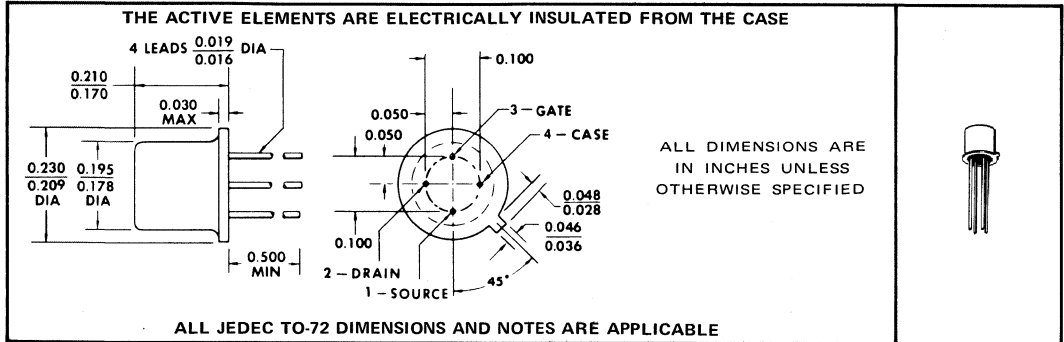 THE ACTIVE ELEMENTS ARE ELECTRICALLY INSULATED FROM THE CASE
4 LEADS 0.019/0.016 DIA
0.210
0.170
0.030
MAX
0.230
0.209
DIA
0.195
0.178
DIA
0.500
MIN
0.100
0.050
0.050
3 – GATE
4 – CASE
0.048
0.028
0.046
0.036
0.100
2 – DRAIN
1 – SOURCE
45°
ALL DIMENSIONS ARE
IN INCHES UNLESS
OTHERWISE SPECIFIED
ALL JEDEC TO-72 DIMENSIONS AND NOTES ARE APPLICABLE